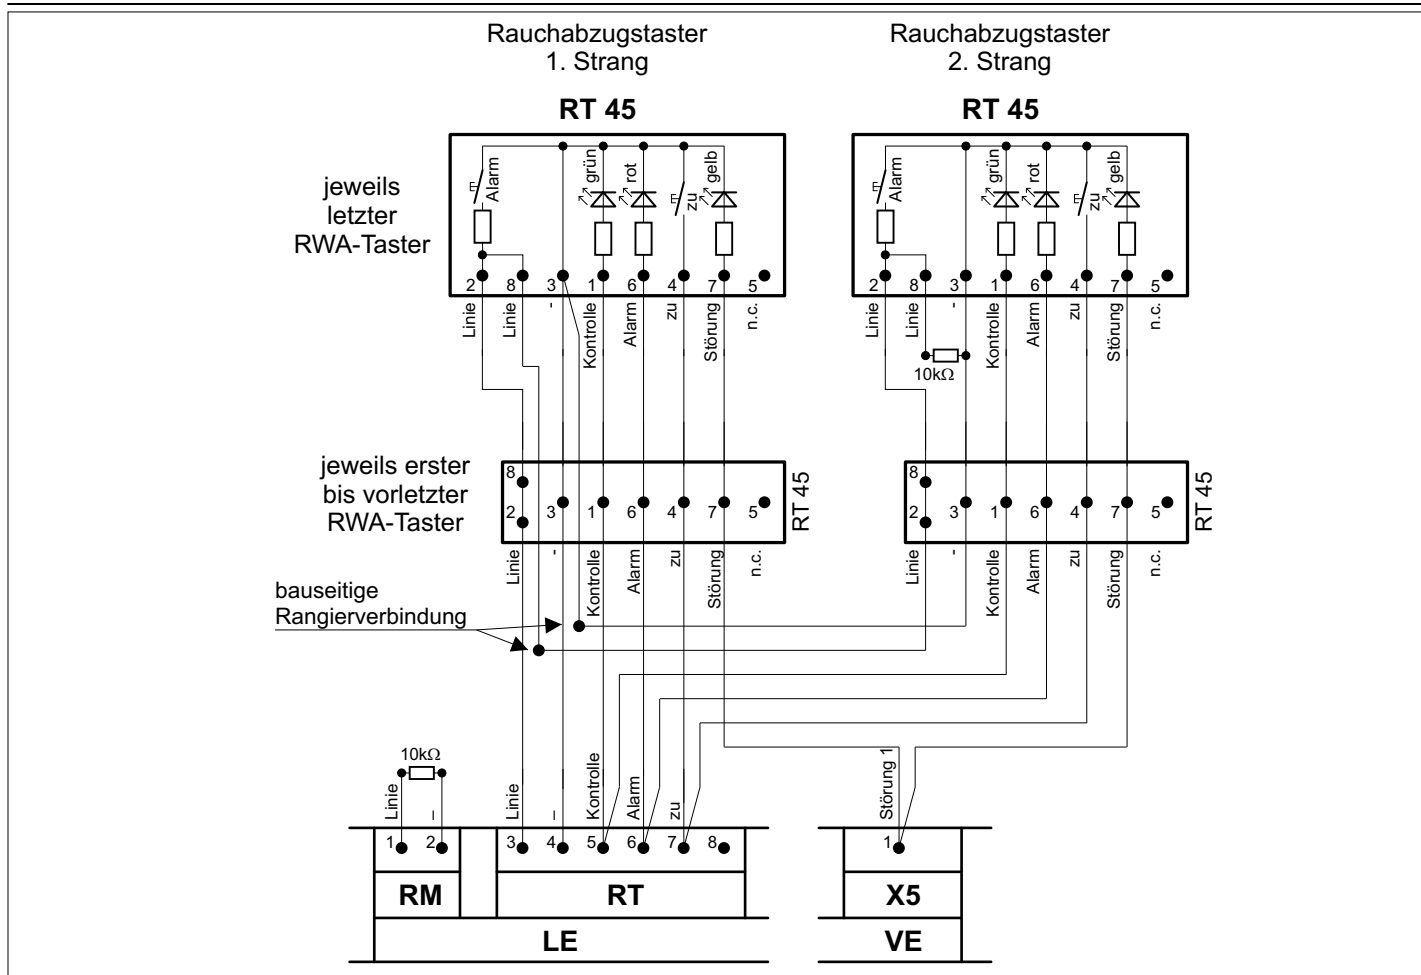 Rauchabzugstaster
1. Strang
RT 45
Rauchabzugstaster
2. Strang
RT 45
jeweils
letzter
RWA-Taster
Alarm
grün
rot
zu
gelb
2 8 3 1 6 4 7 5
Linie
Linie
-
Kontrolle
Alarm
zu
Störung
n.c.
Alarm
grün
rot
zu
gelb
2 8 3 1 6 4 7 5
Linie
Linie
-
Kontrolle
Alarm
zu
Störung
n.c.
10kΩ
jeweils erster
bis vorletzter
RWA-Taster
8
2 3 1 6 4 7 5
RT 45
Linie
-
Kontrolle
Alarm
zu
Störung
n.c.
8
2 3 1 6 4 7 5
RT 45
Linie
-
Kontrolle
Alarm
zu
Störung
n.c.
bauseitige
Rangierverbindung
10kΩ
Linie
–
Linie
–
Kontrolle
Alarm
zu
Störung 1
1 2 3 4 5 6 7 8 1
RM RT X5
LE VE